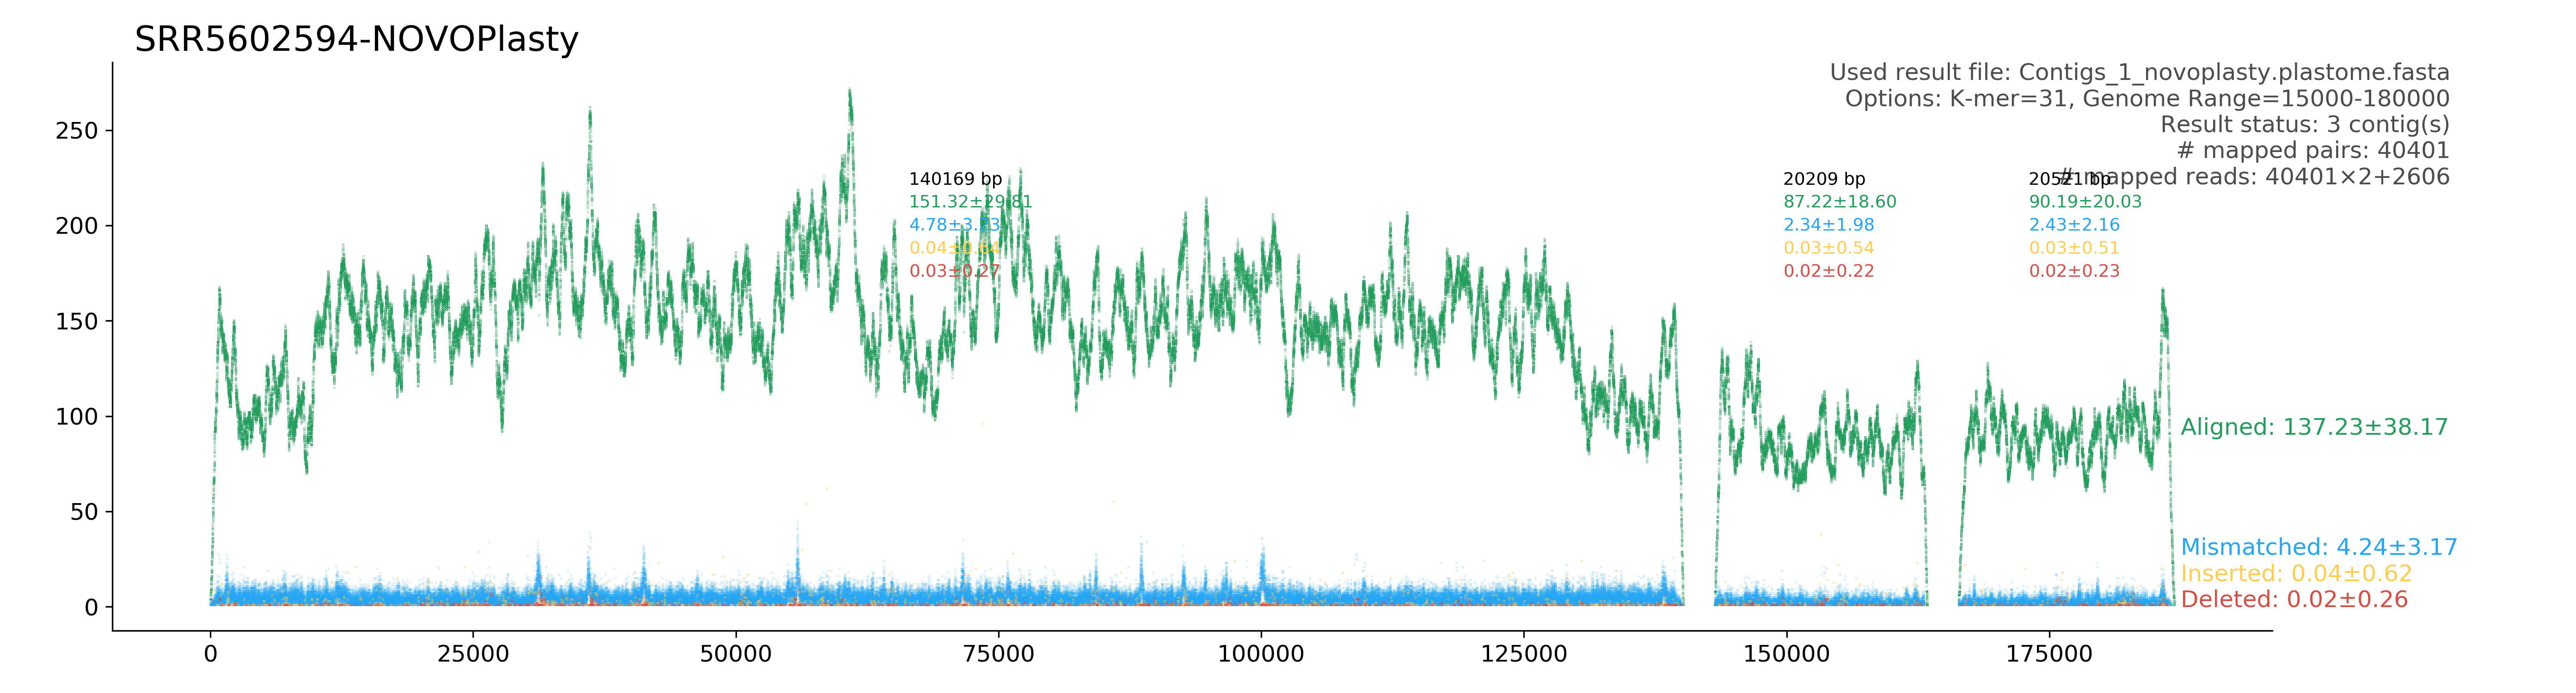 SRR5602594-NOVOPlasty
Used result file: Contigs_1_novoplasty.plastome.fasta
Options: K-mer=31, Genome Range=15000-180000
Result status: 3 contig(s)
# mapped pairs: 40401
# mapped reads: 40401×2+2606
140169 bp
151.32±29.81
4.78±3.33
0.04±0.64
0.03±0.27
20209 bp
87.22±18.60
2.34±1.98
0.03±0.54
0.02±0.22
20521 bp
90.19±20.03
2.43±2.16
0.03±0.51
0.02±0.23
Aligned: 137.23±38.17
Mismatched: 4.24±3.17
Inserted: 0.04±0.62
Deleted: 0.02±0.26
250
200
150
100
50
0
0 25000 50000 75000 100000 125000 150000 175000